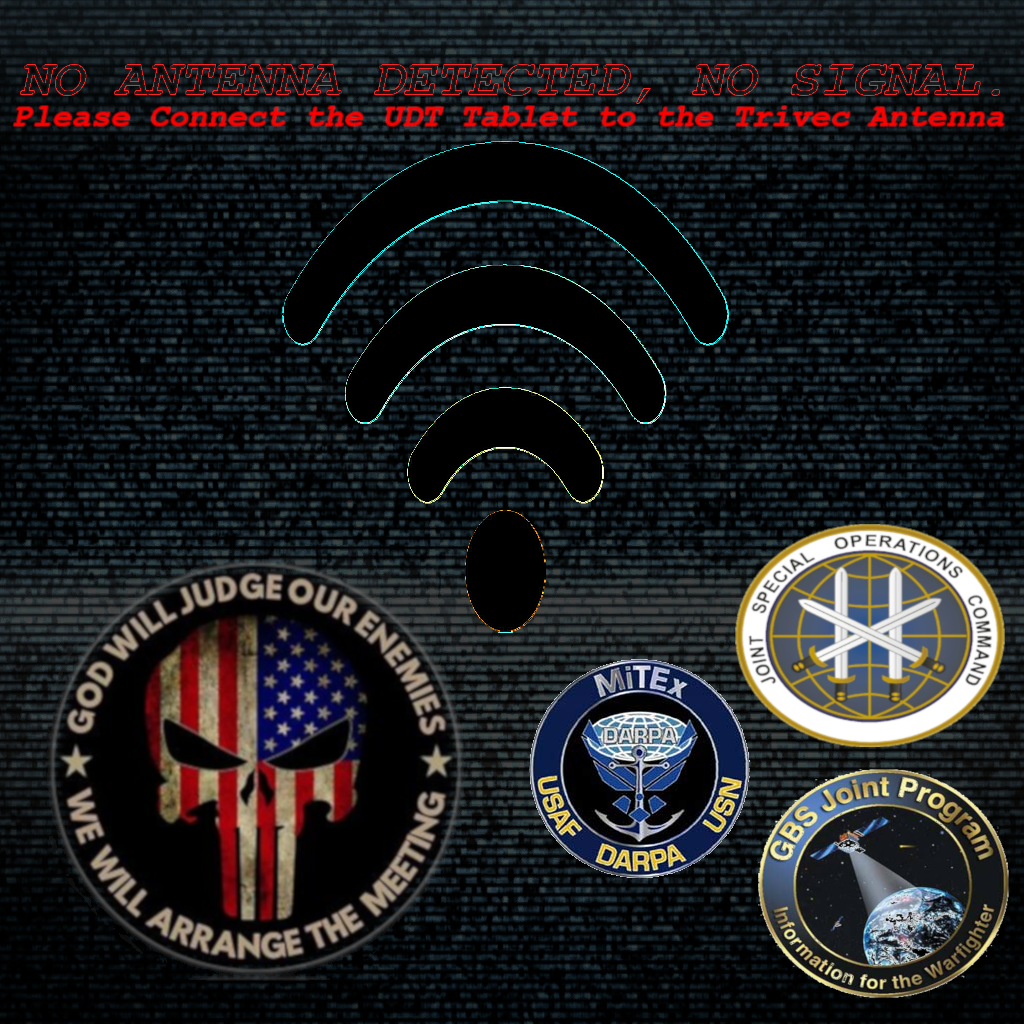 NO ANTENNA DETECTED, NO SIGNAL.
Please Connect the UDT Tablet to the Trivec Antenna
JOINT SPECIAL OPERATIONS COMMAND
GOD WILL JUDGE OUR ENEMIES
WE WILL ARRANGE THE MEETING
MiTEx
DARPA
USAF DARPA USN
GBS Joint Program
Information for the Warfighter